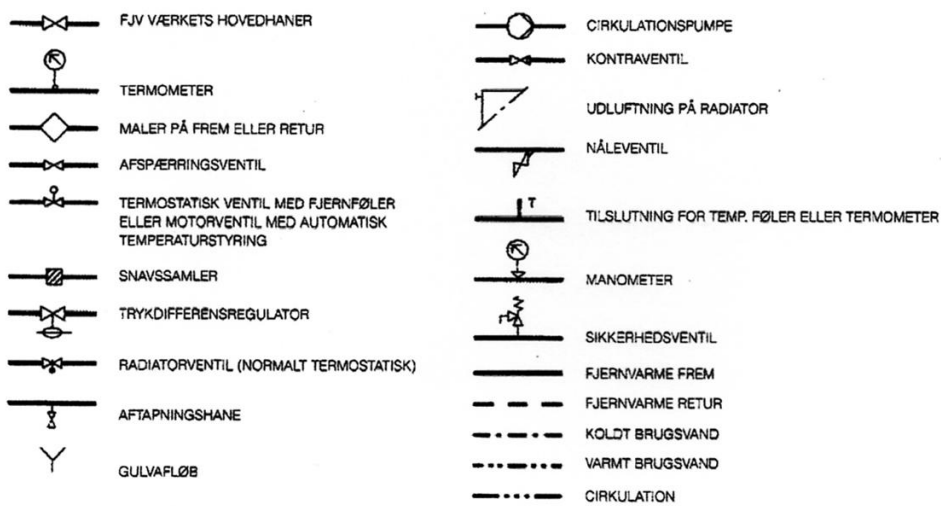 FJV VÆRKETS HOVEDHANER
TERMOMETER
MALER PÅ FREM ELLER RETUR
AFSPÆRRINGSVENTIL
TERMOSTATISK VENTIL MED FJERNFØLER
ELLER MOTORVENTIL MED AUTOMATISK
TEMPERATURSTYRING
SNAVSSAMLER
TRYKDIFFERENSREGULATOR
RADIATORVENTIL (NORMALT TERMOSTATISK)
AFTAPNINGSHANE
GULVAFLØB
CIRKULATIONSPUMPE
KONTRAVENTIL
UDLUFTNING PÅ RADIATOR
NÅLEVENTIL
T
TILSLUTNING FOR TEMP. FØLER ELLER TERMOMETER
MANOMETER
SIKKERHEDSVENTIL
FJERNVARME FREM
FJERNVARME RETUR
KOLDT BRUGSVAND
VARMT BRUGSVAND
CIRKULATION